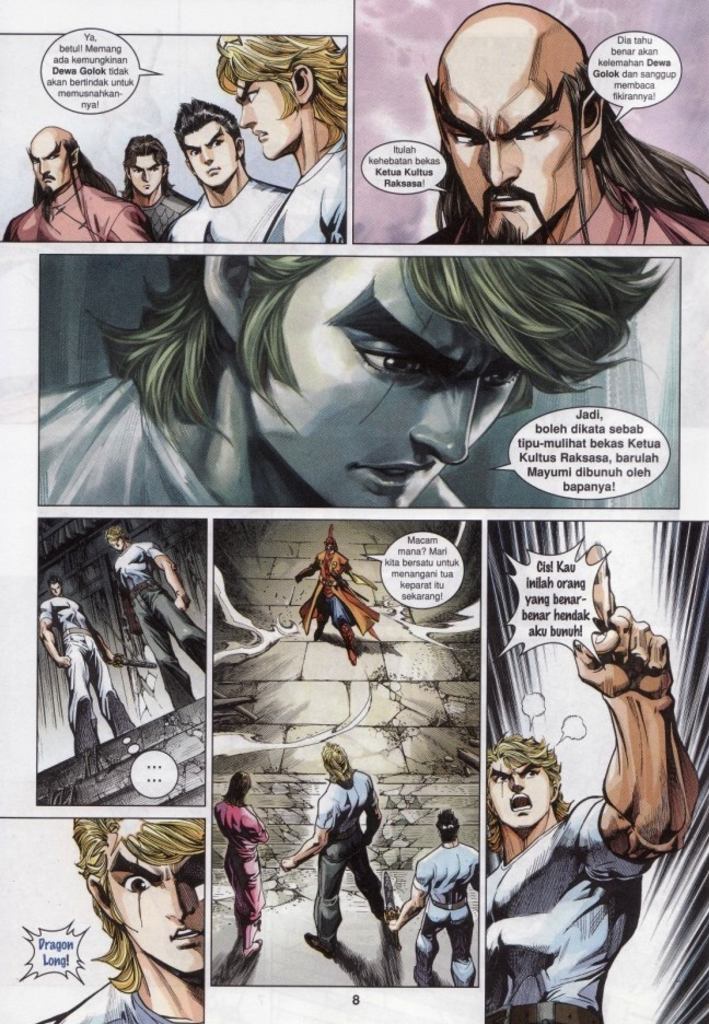 Ya,
betul! Memang
ada kemungkinan
Dewa Golok tidak
akan bertindak untuk
memusnahkan-
nya!
Dia tahu
benar akan
kelemahan Dewa
Golok dan sanggup
membaca
fikirannya!
Itulah
kehebatan bekas
Ketua Kultus
Raksasa!
Jadi,
boleh dikata sebab
tipu-mulihat bekas Ketua
Kultus Raksasa, barulah
Mayumi dibunuh oleh
bapanya!
...
...
Macam
mana? Mari
kita bersatu untuk
menangani tua
keparat itu
sekarang!
Cis! Kau
inilah orang
yang benar-
benar hendak
aku bunuh!
Dragon
Long!
8